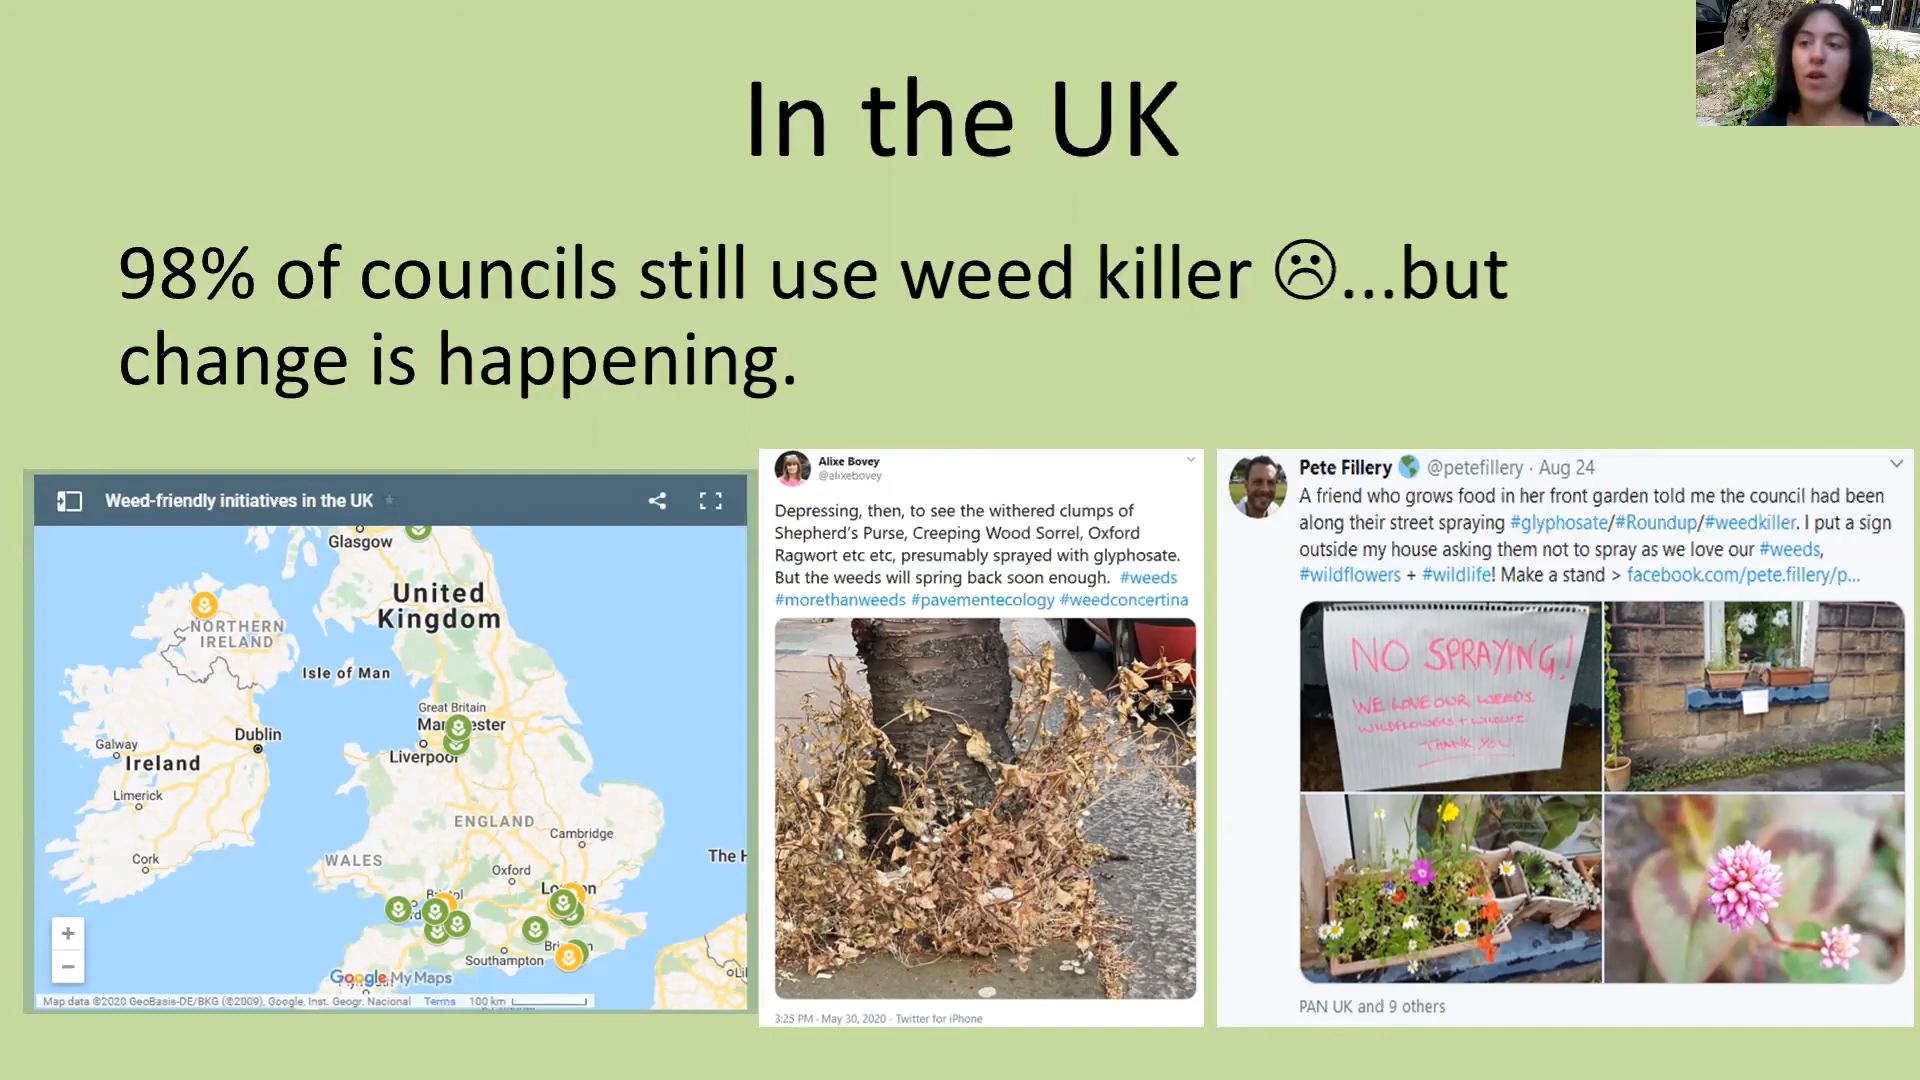 In the UK
98% of councils still use weed killer ☹...but
change is happening.
Weed-friendly initiatives in the UK
Glasgow
United
Kingdom
NORTHERN
IRELAND
Isle of Man
Great Britain
Manchester
Dublin
Galway
Liverpool
Ireland
Limerick
ENGLAND
Cambridge
Cork
WALES
The H
Oxford
London
Southampton
Google My Maps
Map data ©2020 GeoBasis-DE/BKG (©2009), Google, Inst. Geogr. Nacional Terms 100 km
Alixe Bovey
@alixebovey
Depressing, then, to see the withered clumps of
Shepherd's Purse, Creeping Wood Sorrel, Oxford
Ragwort etc etc, presumably sprayed with glyphosate.
But the weeds will spring back soon enough. #weeds
#morethanweeds #pavementecology #weedconcertina
3:25 PM · May 30, 2020 · Twitter for iPhone
Pete Fillery @petefillery · Aug 24
A friend who grows food in her front garden told me the council had been
along their street spraying #glyphosate/#Roundup/#weedkiller. I put a sign
outside my house asking them not to spray as we love our #weeds,
#wildflowers + #wildlife! Make a stand > facebook.com/pete.fillery/p...
NO SPRAYING!
WE LOVE OUR WEEDS
WILDFLOWERS + WILDLIFE
THANK YOU
PAN UK and 9 others